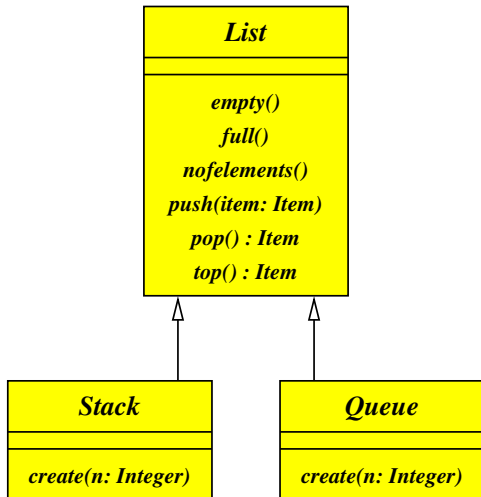 List
empty()
full()
nofelements()
push(item: Item)
pop() : Item
top() : Item
Stack
create(n: Integer)
Queue
create(n: Integer)